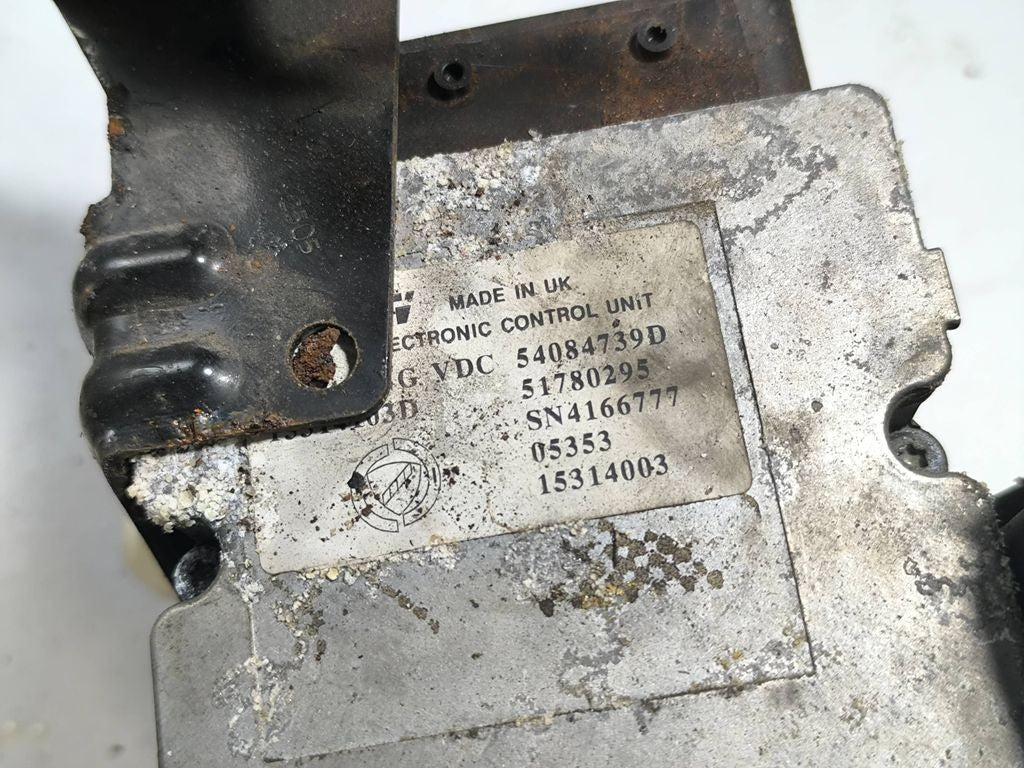 MADE IN UK
ECTRONIC CONTROL UNIT
G VDC 54084739D
51780295
SN4166777
05353
15314003